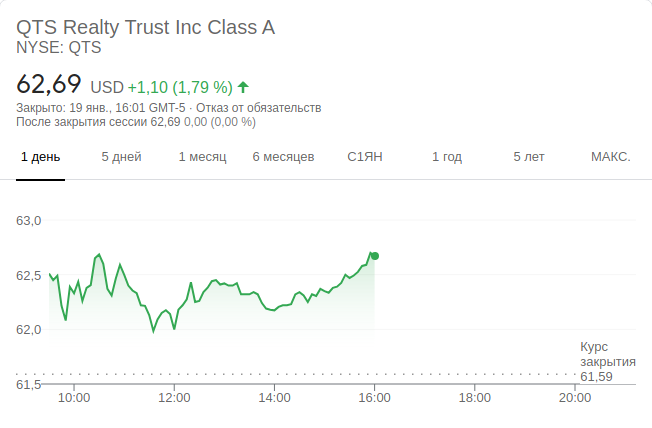 QTS Realty Trust Inc Class A
NYSE: QTS
62,69 USD +1,10 (1,79 %)
Закрыто: 19 янв., 16:01 GMT-5 · Отказ от обязательств
После закрытия сессии 62,69 0,00 (0,00 %)
1 день 5 дней 1 месяц 6 месяцев С1ЯН 1 год 5 лет МАКС.
63,0
62,5
62,0
Курс
закрытия
61,59
61,5
10:00 12:00 14:00 16:00 18:00 20:00